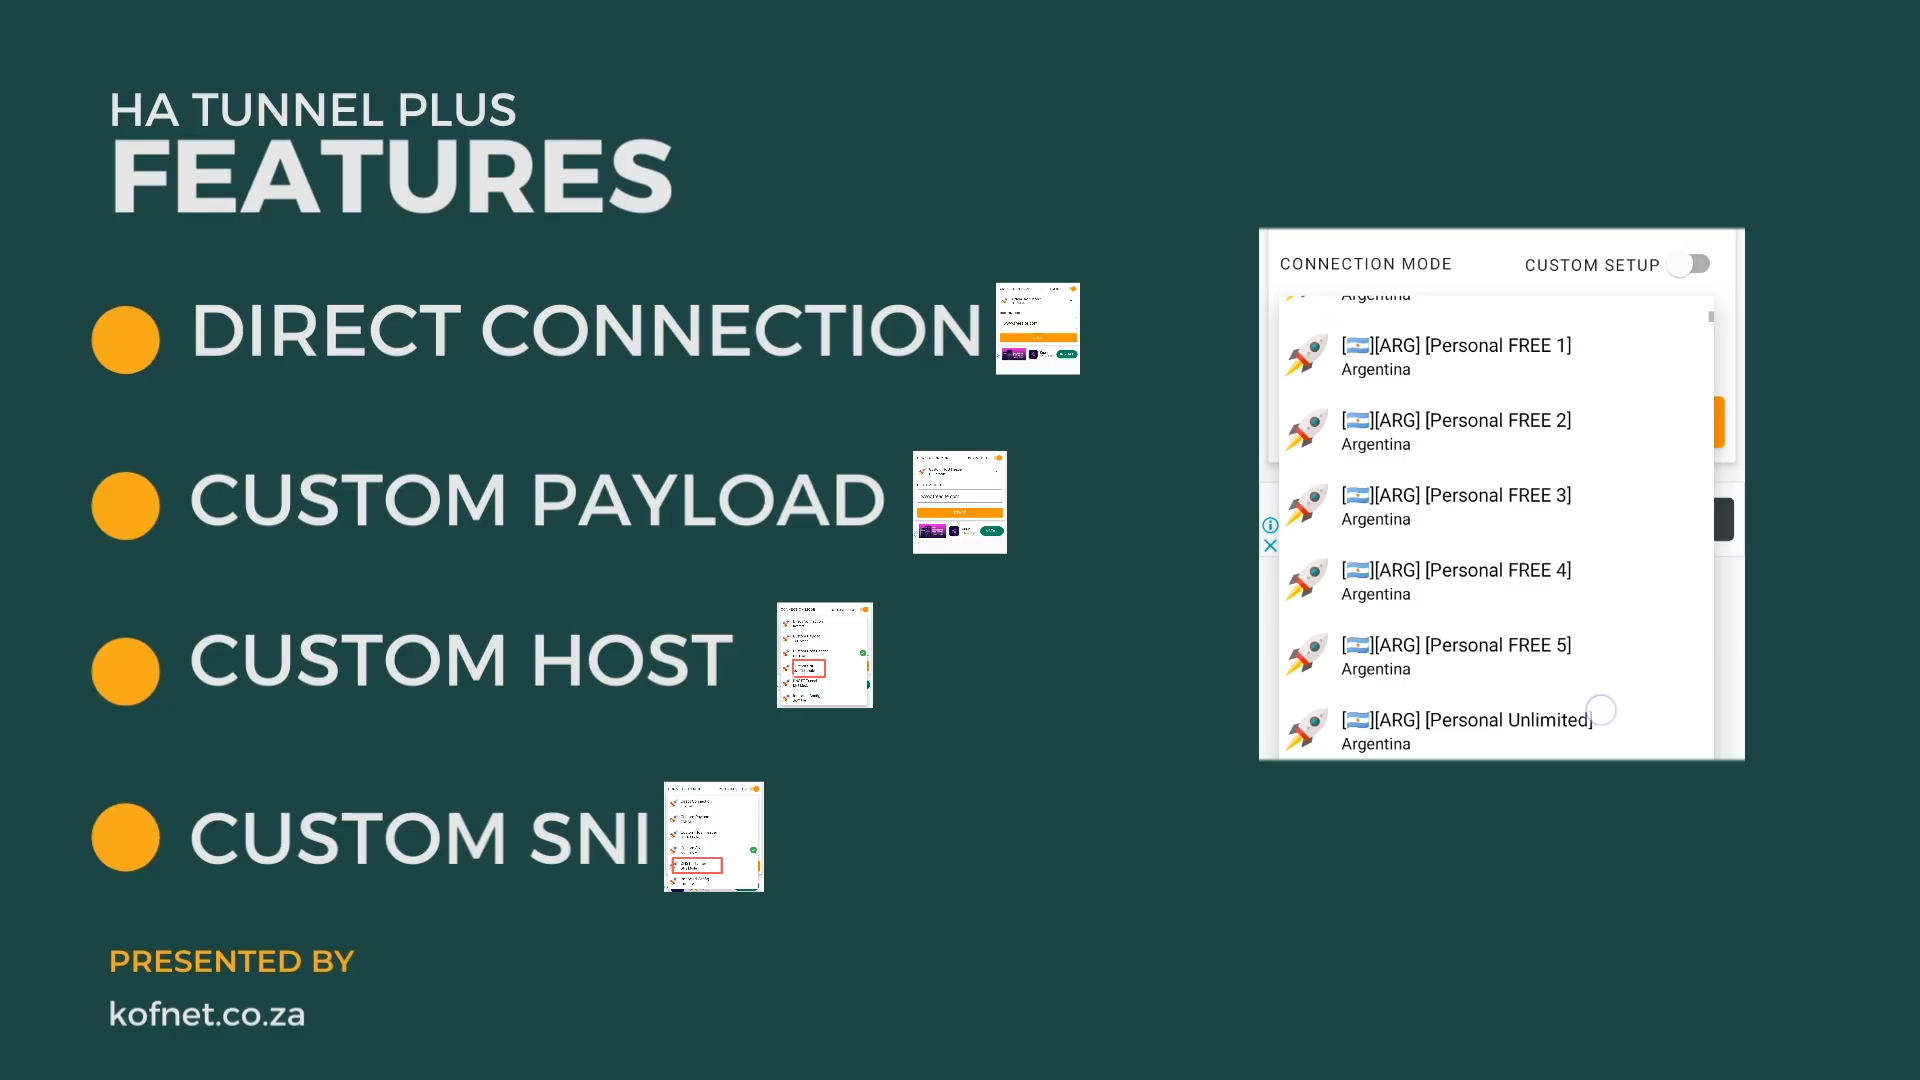 HA TUNNEL PLUS
FEATURES
DIRECT CONNECTION
CUSTOM PAYLOAD
CUSTOM HOST
CUSTOM SNI
PRESENTED BY
kofnet.co.za
CONNECTION MODE
CUSTOM SETUP
Argentina
[🇦🇷][ARG] [Personal FREE 1]
Argentina
[🇦🇷][ARG] [Personal FREE 2]
Argentina
[🇦🇷][ARG] [Personal FREE 3]
Argentina
[🇦🇷][ARG] [Personal FREE 4]
Argentina
[🇦🇷][ARG] [Personal FREE 5]
Argentina
[🇦🇷][ARG] [Personal Unlimited]
Argentina